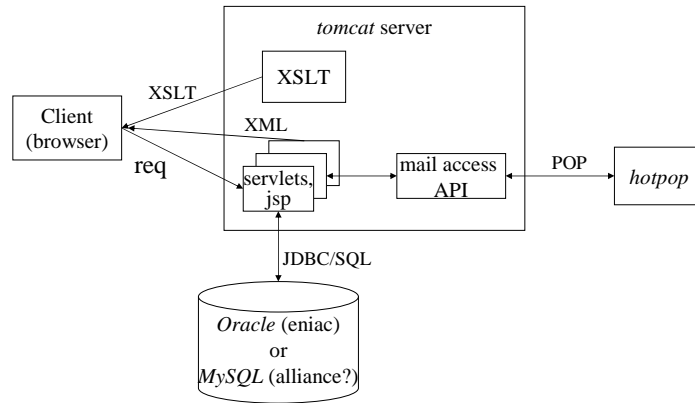 tomcat server
XSLT
XSLT
Client
(browser)
XML
req
servlets,
jsp
mail access
API
POP
hotpop
JDBC/SQL
Oracle (eniac)
or
MySQL (alliance?)